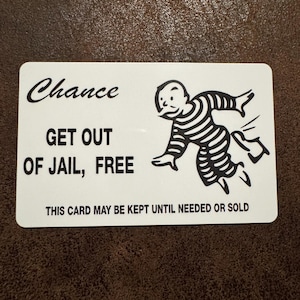 Chance
GET OUT
OF JAIL, FREE
THIS CARD MAY BE KEPT UNTIL NEEDED OR SOLD